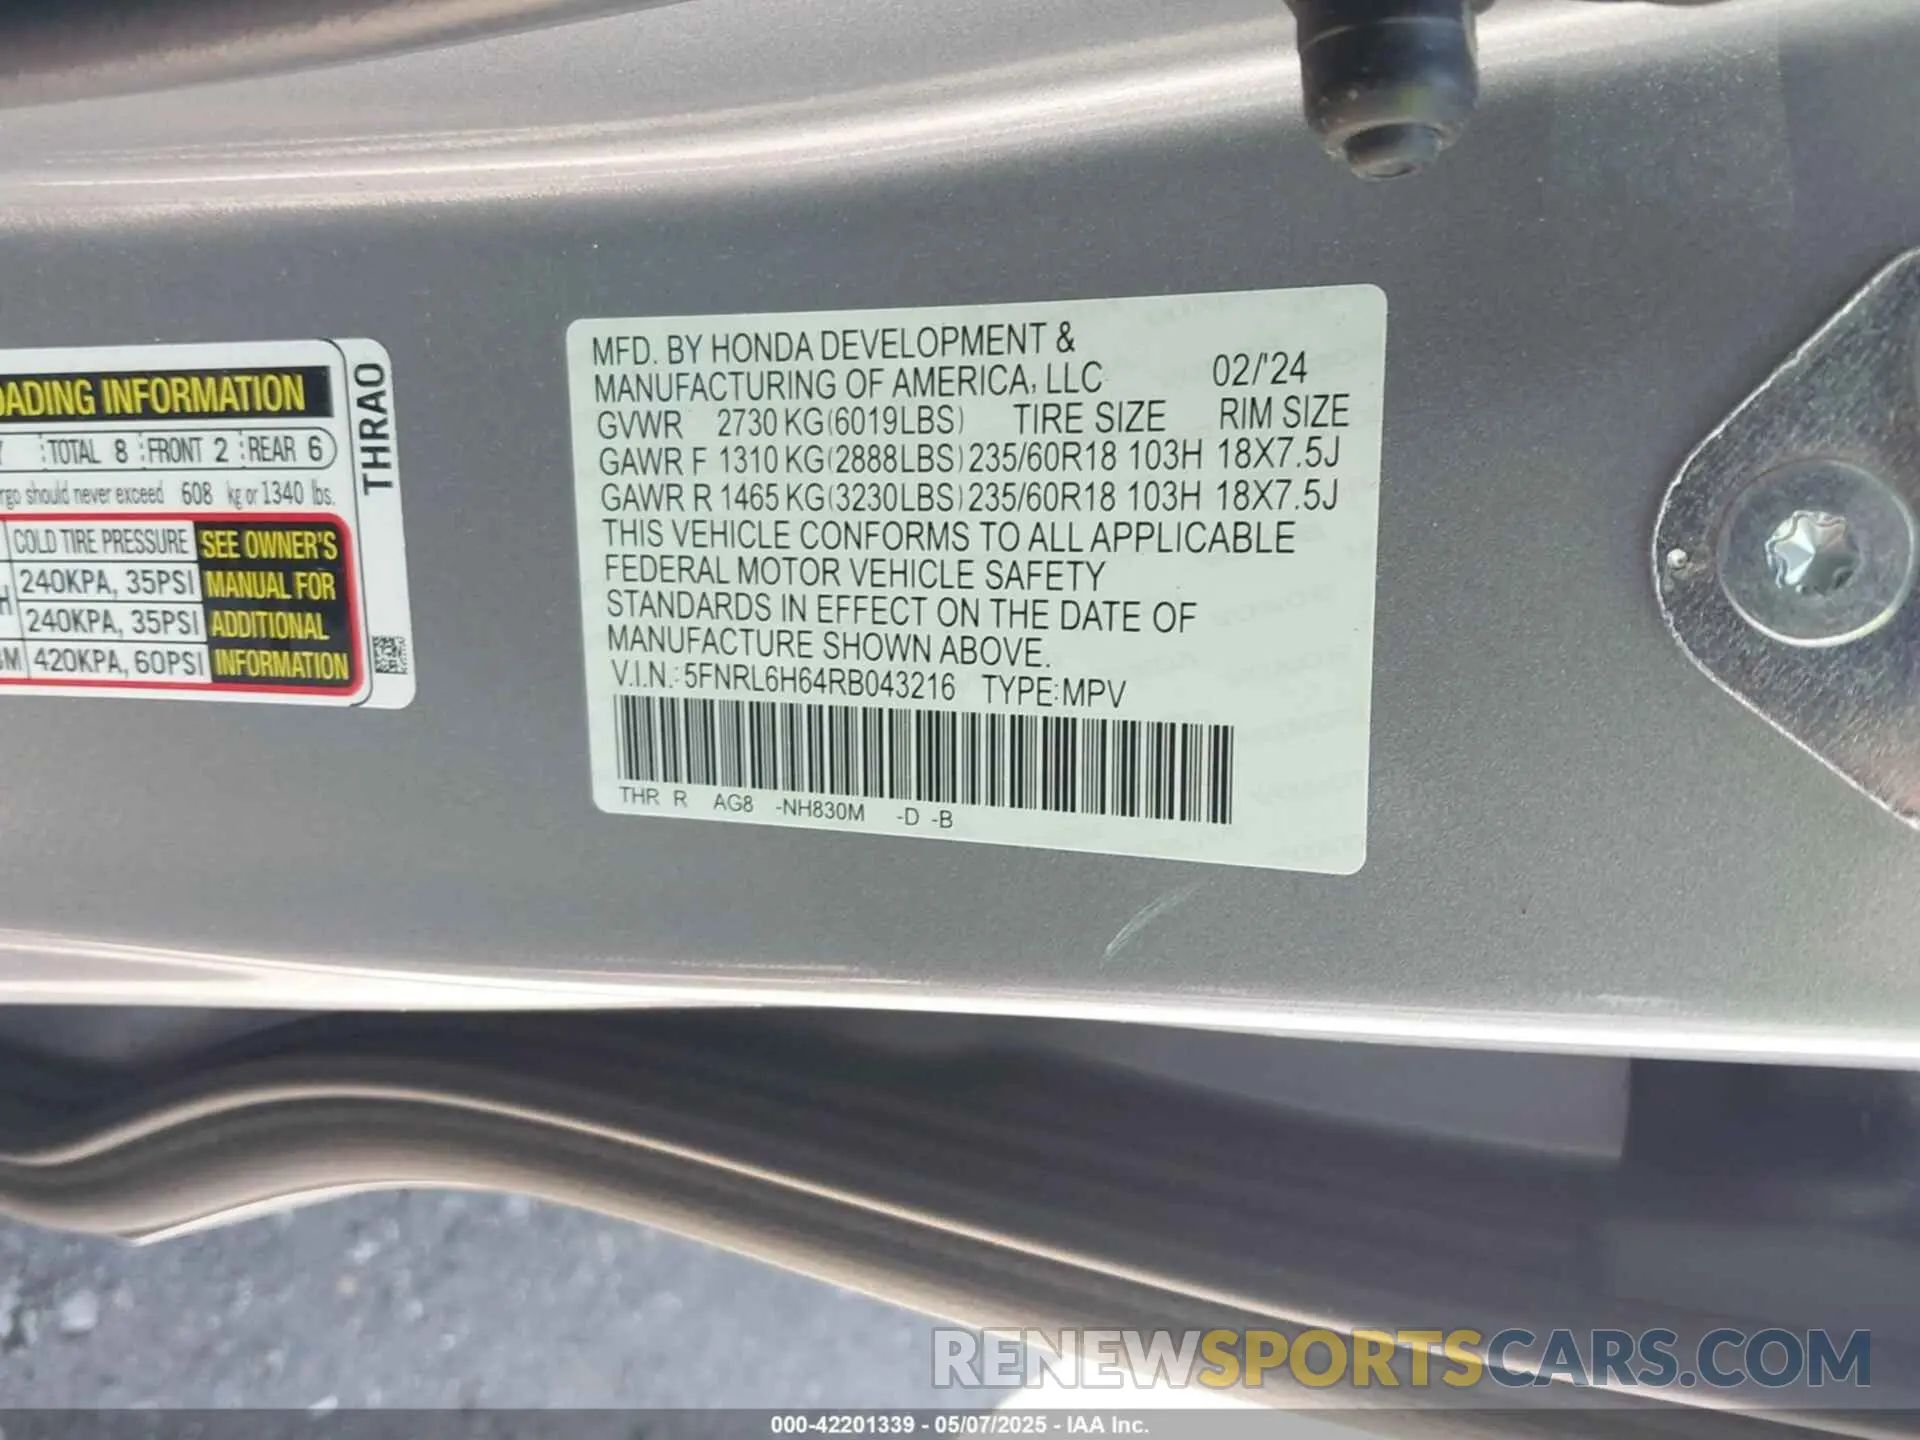 OADING INFORMATION
TOTAL 8 FRONT 2 REAR 6
rgo should never exceed 608 kg or 1340 lbs.
COLD TIRE PRESSURE
240KPA, 35PSI
240KPA, 35PSI
420KPA, 60PSI
SEE OWNER'S
MANUAL FOR
ADDITIONAL
INFORMATION
THRAO
MFD. BY HONDA DEVELOPMENT &
MANUFACTURING OF AMERICA, LLC 02/'24
GVWR 2730 KG(6019LBS) TIRE SIZE RIM SIZE
GAWR F 1310 KG(2888LBS) 235/60R18 103H 18X7.5J
GAWR R 1465 KG(3230LBS) 235/60R18 103H 18X7.5J
THIS VEHICLE CONFORMS TO ALL APPLICABLE
FEDERAL MOTOR VEHICLE SAFETY
STANDARDS IN EFFECT ON THE DATE OF
MANUFACTURE SHOWN ABOVE.
V.I.N.: 5FNRL6H64RB043216 TYPE:MPV
THR R AG8 -NH830M -D -B
RENEWSPORTSCARS.COM
000-42201339 - 05/07/2025 - IAA Inc.